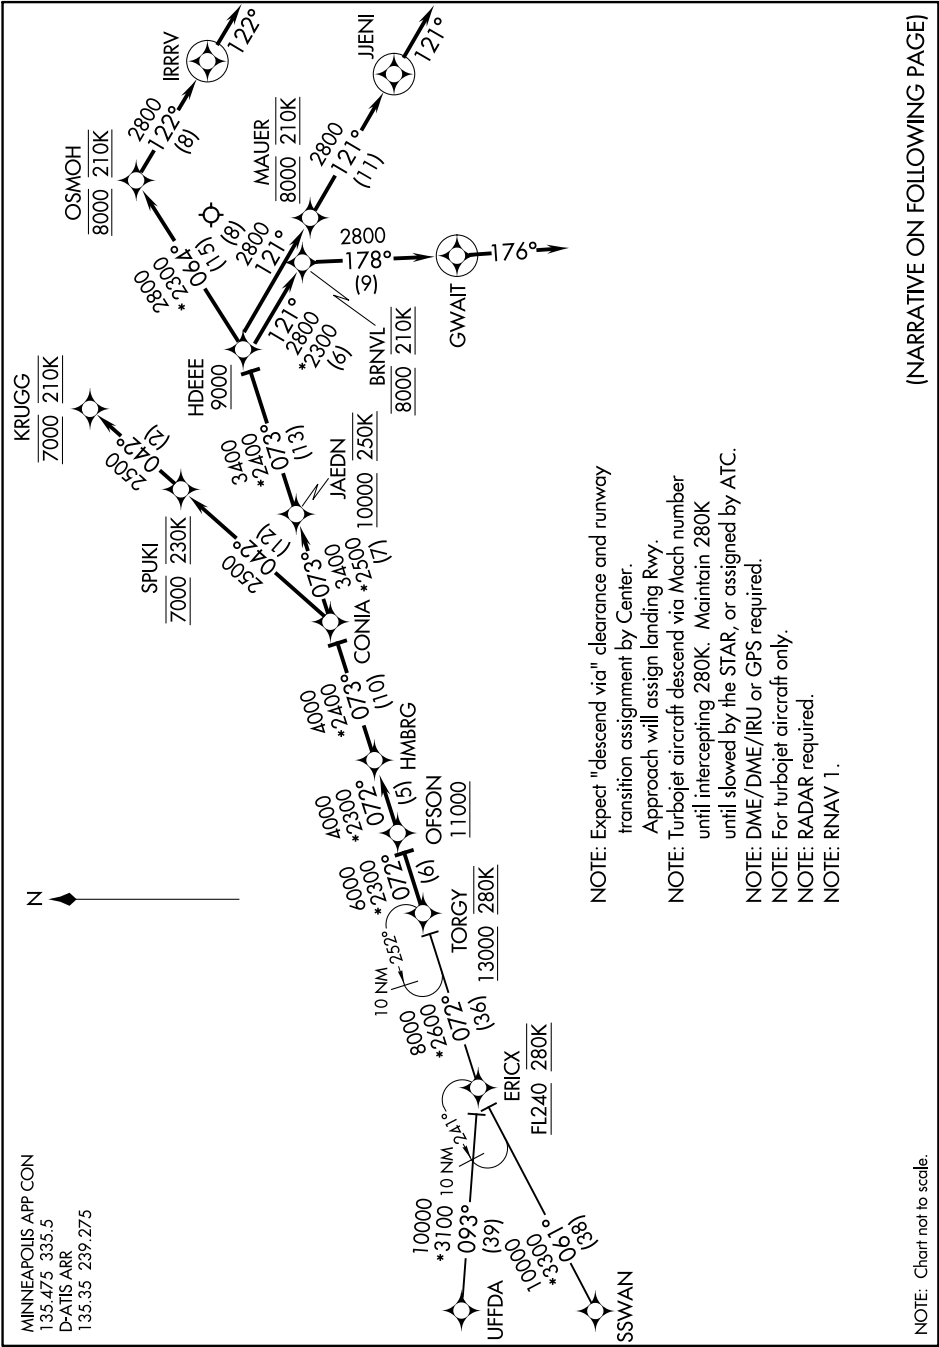 MINNEAPOLIS APP CON
135.475 335.5
D-ATIS ARR
135.35 239.275
N
UFFDA
10000
*3100
093°
(39)
SSWAN
10000
*3300
061°
(38)
10 NM
241°
ERICX
FL240 280K
8000
*2600
072°
(36)
10 NM
252°
TORGY
13000 280K
6000
*2300
072°
(6)
OFSON
11000
4000
*2300
072°
(5)
HMBRG
4000
*2400
073°
(10)
CONIA
2500
042°
(12)
SPUKI
7000 230K
2500
042°
(2)
KRUGG
7000 210K
073°
3400
*2500
(7)
JAEDN
10000 250K
3400
*2400
073°
(13)
HDEEE
9000
2800
*2300
064°
(15)
OSMOH
8000 210K
2800
122°
(8)
IRRRV
122°
(8)
2800
121°
MAUER
8000 210K
2800
121°
(11)
JJENI
121°
121°
2800
*2300
(6)
BRNVL
8000 210K
2800
178°
(9)
GWAIT
176°
NOTE: Expect "descend via" clearance and runway
transition assignment by Center.
Approach will assign landing Rwy.
NOTE: Turbojet aircraft descend via Mach number
until intercepting 280K. Maintain 280K
until slowed by the STAR, or assigned by ATC.
NOTE: DME/DME/IRU or GPS required.
NOTE: For turbojet aircraft only.
NOTE: RADAR required.
NOTE: RNAV 1.
(NARRATIVE ON FOLLOWING PAGE)
NOTE: Chart not to scale.